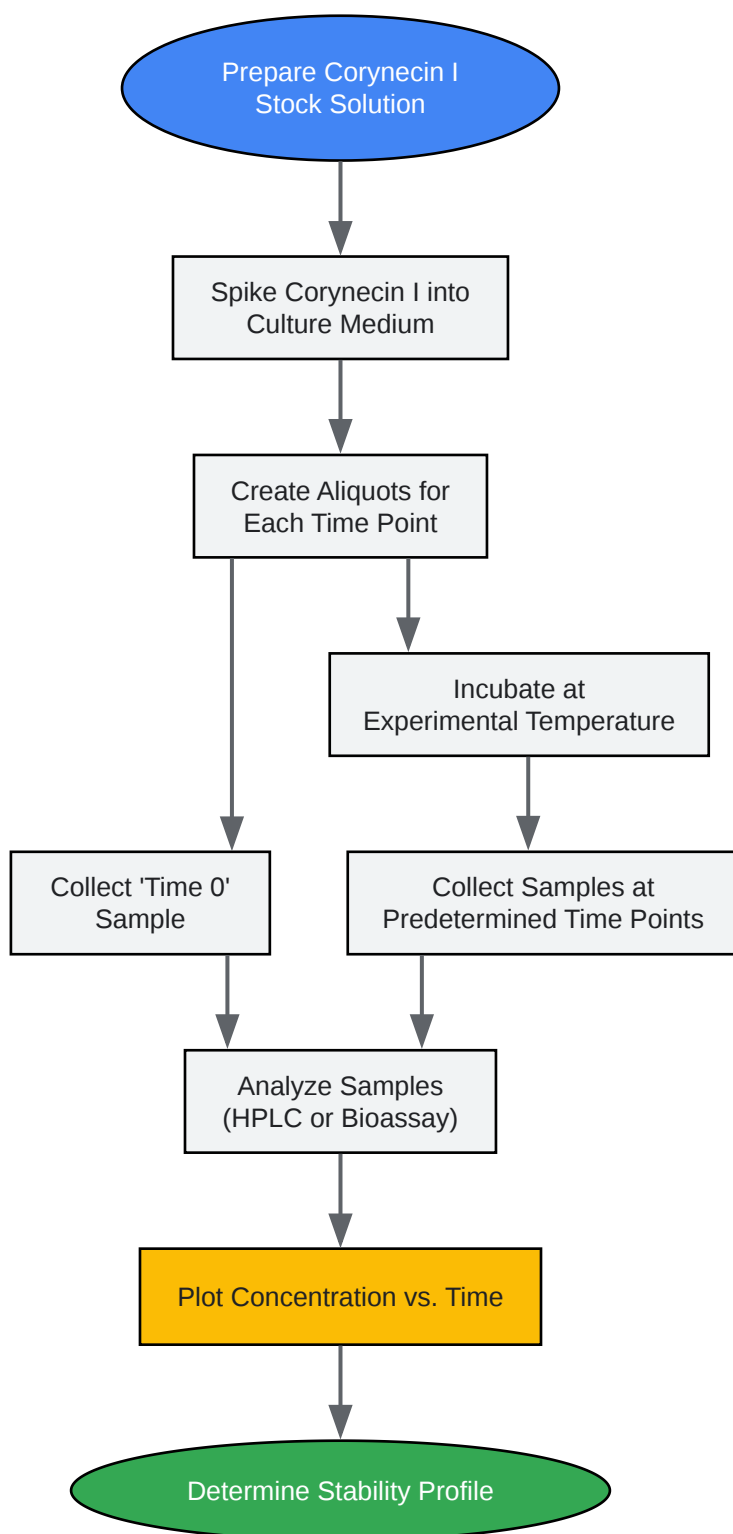 Prepare Corynecin I
Stock Solution
Spike Corynecin I into
Culture Medium
Create Aliquots for
Each Time Point
Incubate at
Experimental Temperature
Collect 'Time 0'
Sample
Collect Samples at
Predetermined Time Points
Analyze Samples
(HPLC or Bioassay)
Plot Concentration vs. Time
Determine Stability Profile